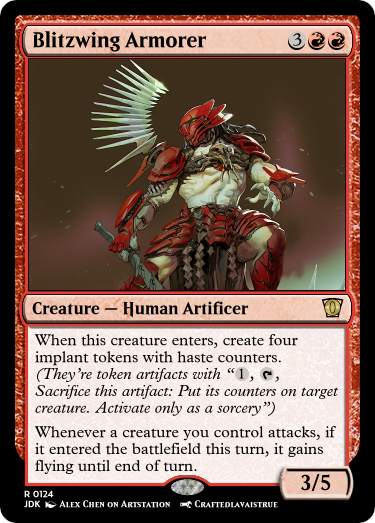 Blitzwing Armorer 3
Creature — Human Artificer
When this creature enters, create four
implant tokens with haste counters.
(They're token artifacts with “1, ,
Sacrifice this artifact: Put its counters on target
creature. Activate only as a sorcery”)
Whenever a creature you control attacks, if
it entered the battlefield this turn, it gains
flying until end of turn.
3/5
R 0124
JDK Alex Chen on Artstation Craftedlavaistrue